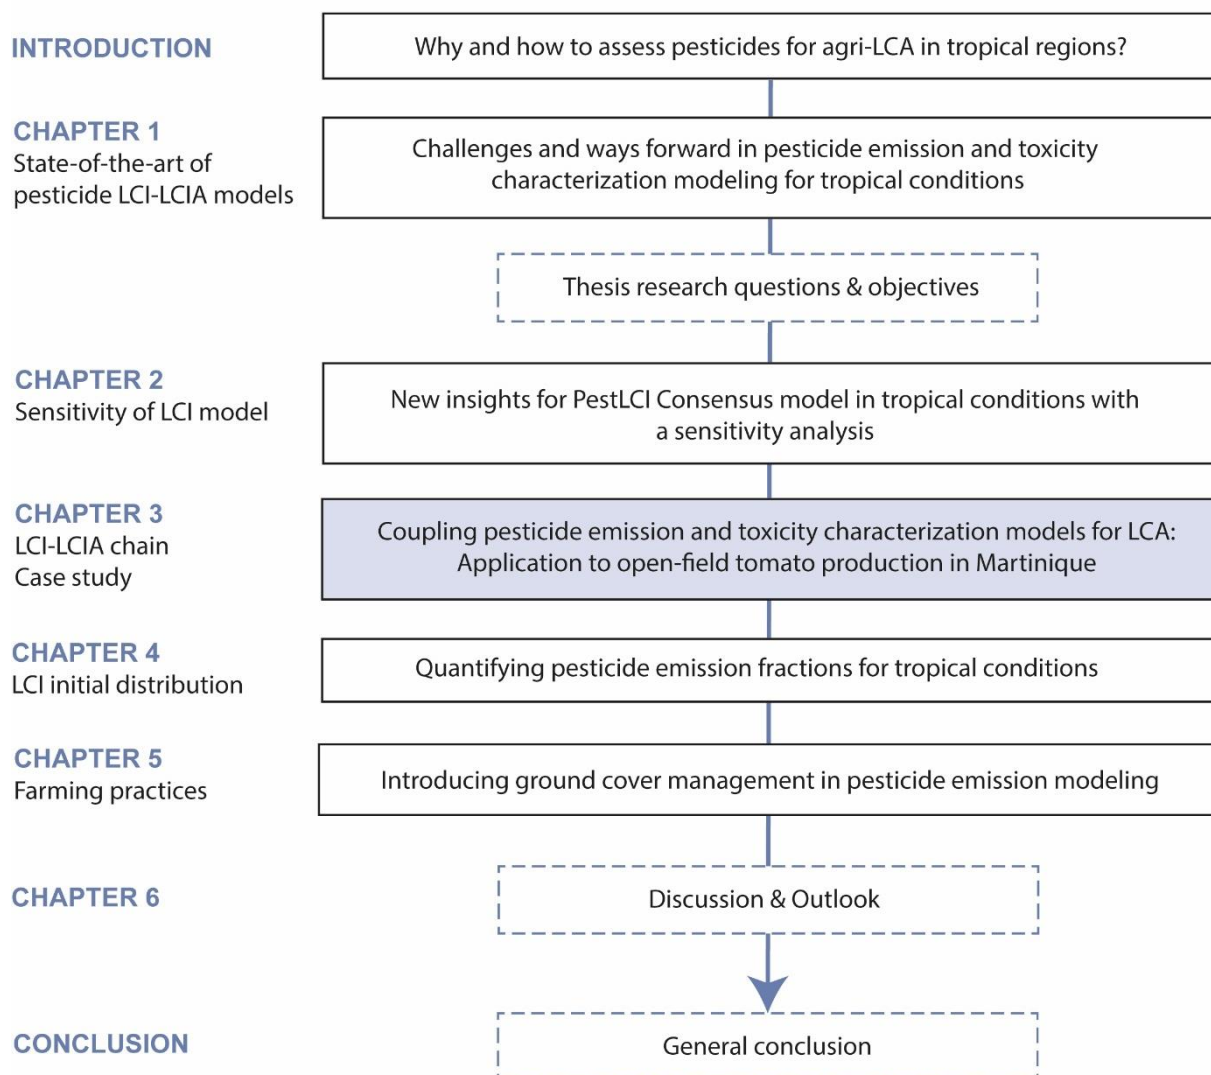 INTRODUCTION
Why and how to assess pesticides for agri-LCA in tropical regions?
CHAPTER 1
State-of-the-art of
pesticide LCI-LCIA models
Challenges and ways forward in pesticide emission and toxicity
characterization modeling for tropical conditions
Thesis research questions & objectives
CHAPTER 2
Sensitivity of LCI model
New insights for PestLCI Consensus model in tropical conditions with
a sensitivity analysis
CHAPTER 3
LCI-LCIA chain
Case study
Coupling pesticide emission and toxicity characterization models for LCA:
Application to open-field tomato production in Martinique
CHAPTER 4
LCI initial distribution
Quantifying pesticide emission fractions for tropical conditions
CHAPTER 5
Farming practices
Introducing ground cover management in pesticide emission modeling
CHAPTER 6
Discussion & Outlook
CONCLUSION
General conclusion